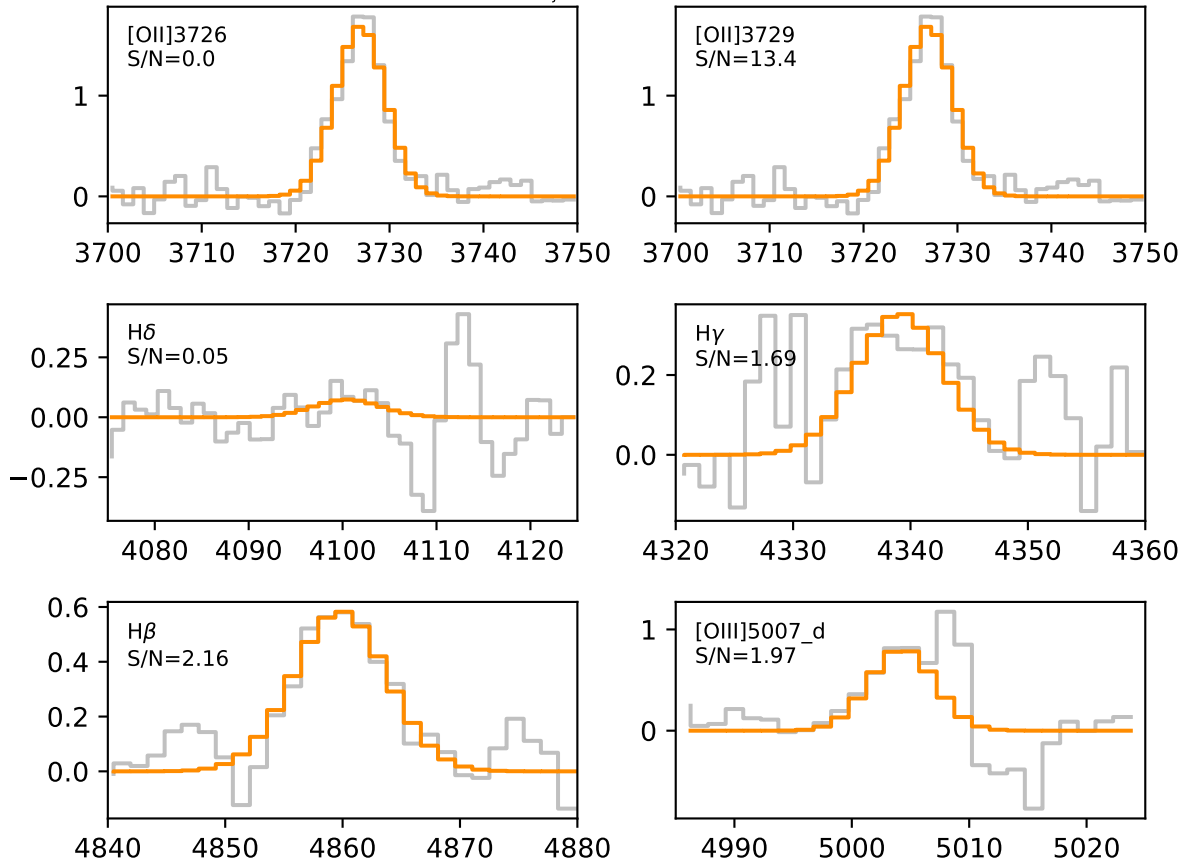 [OII]3726
S/N=0.0
1
0
3700 3710 3720 3730 3740 3750
[OII]3729
S/N=13.4
1
0
3700 3710 3720 3730 3740 3750
Hδ
S/N=0.05
0.25
0.00
−0.25
4080 4090 4100 4110 4120
Hγ
S/N=1.69
0.2
0.0
4320 4330 4340 4350 4360
Hβ
S/N=2.16
0.6
0.4
0.2
0.0
4840 4850 4860 4870 4880
[OIII]5007_d
S/N=1.97
1
0
4990 5000 5010 5020